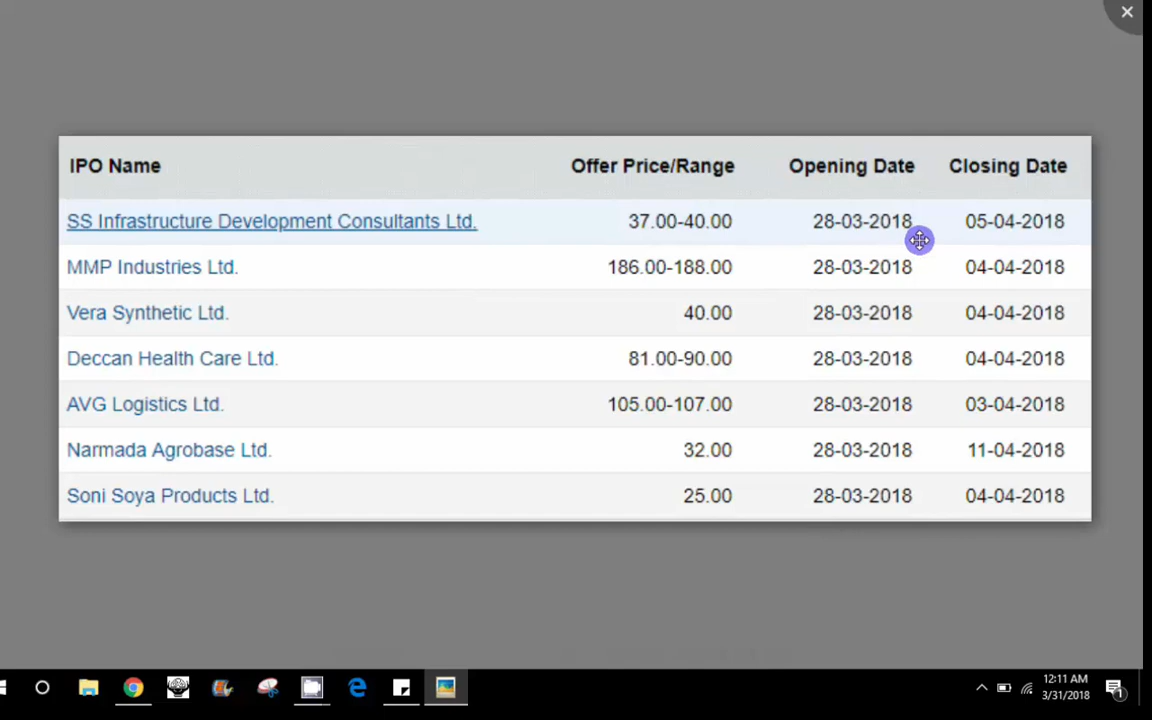 IPO Name Offer Price/Range Opening Date Closing Date
SS Infrastructure Development Consultants Ltd. 37.00-40.00 28-03-2018 05-04-2018
MMP Industries Ltd. 186.00-188.00 28-03-2018 04-04-2018
Vera Synthetic Ltd. 40.00 28-03-2018 04-04-2018
Deccan Health Care Ltd. 81.00-90.00 28-03-2018 04-04-2018
AVG Logistics Ltd. 105.00-107.00 28-03-2018 03-04-2018
Narmada Agrobase Ltd. 32.00 28-03-2018 11-04-2018
Soni Soya Products Ltd. 25.00 28-03-2018 04-04-2018
12:11 AM
3/31/2018
1